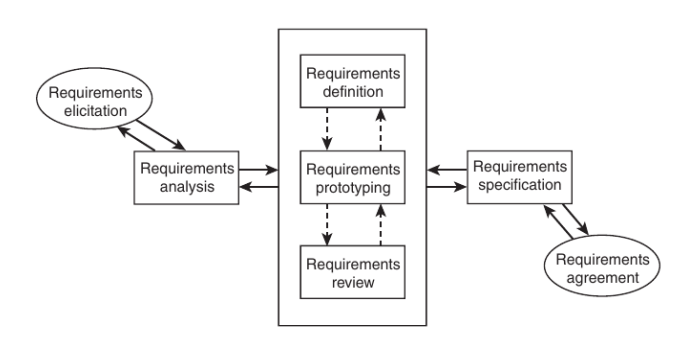 Requirements
elicitation
Requirements
analysis
Requirements
definition
Requirements
prototyping
Requirements
review
Requirements
specification
Requirements
agreement